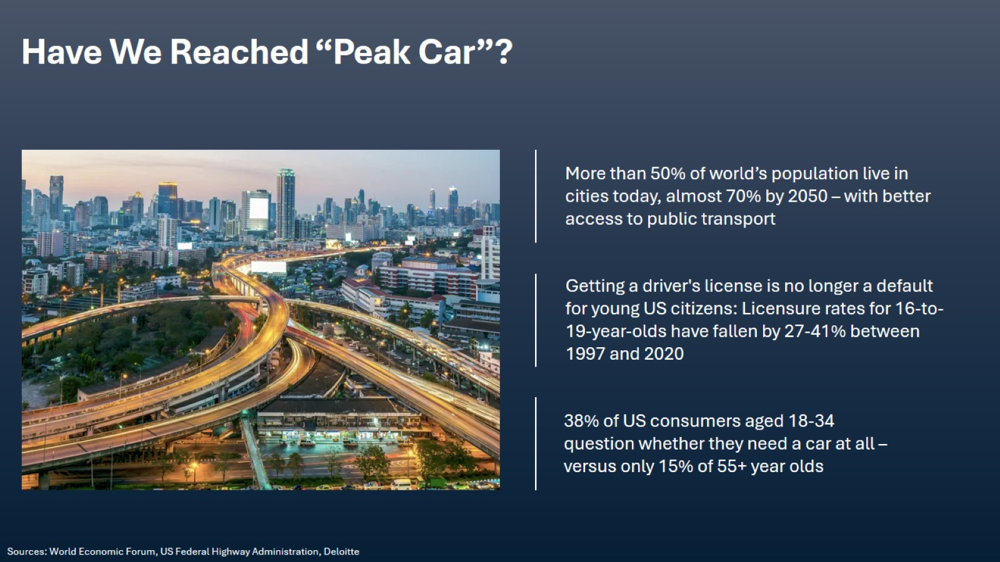 Have We Reached “Peak Car”?
More than 50% of world’s population live in
cities today, almost 70% by 2050 – with better
access to public transport
Getting a driver's license is no longer a default
for young US citizens: Licensure rates for 16-to-
19-year-olds have fallen by 27-41% between
1997 and 2020
38% of US consumers aged 18-34
question whether they need a car at all –
versus only 15% of 55+ year olds
Sources: World Economic Forum, US Federal Highway Administration, Deloitte